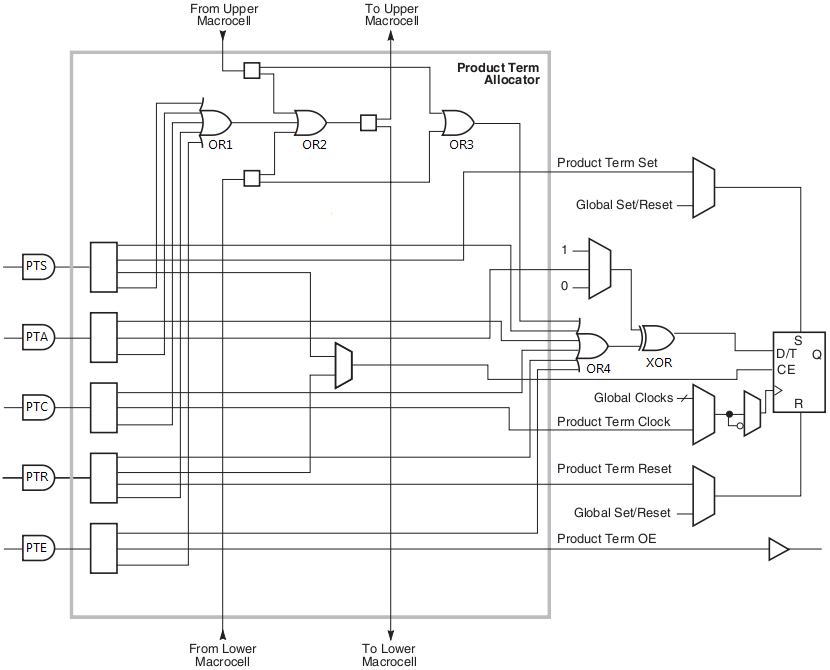 From Upper
Macrocell
To Upper
Macrocell
Product Term
Allocator
OR1
OR2
OR3
Product Term Set
Global Set/Reset
1
0
PTS
PTA
PTC
PTR
PTE
OR4
XOR
S
D/T
Q
CE
R
Global Clocks
Product Term Clock
Product Term Reset
Global Set/Reset
Product Term OE
From Lower
Macrocell
To Lower
Macrocell